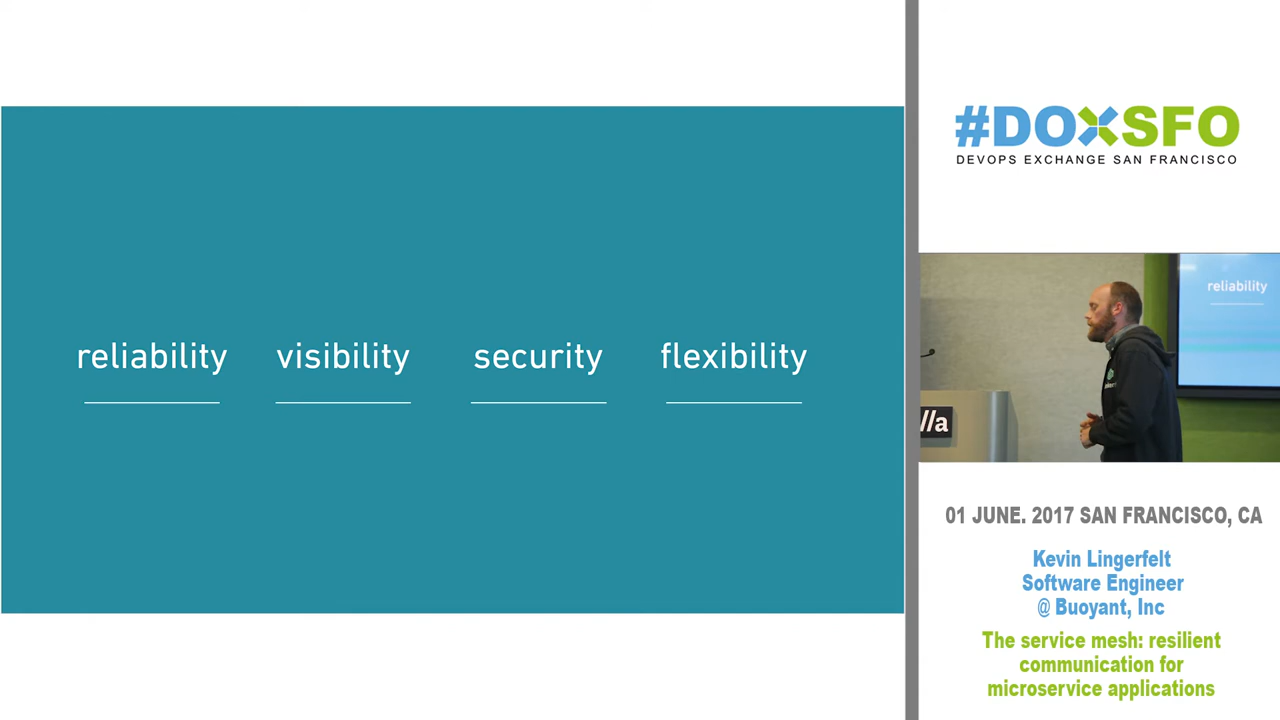 reliability visibility security flexibility
#DOXSFO
DEVOPS EXCHANGE SAN FRANCISCO
reliability
lla
01 JUNE. 2017 SAN FRANCISCO, CA
Kevin Lingerfelt
Software Engineer
@ Buoyant, Inc
The service mesh: resilient
communication for
microservice applications